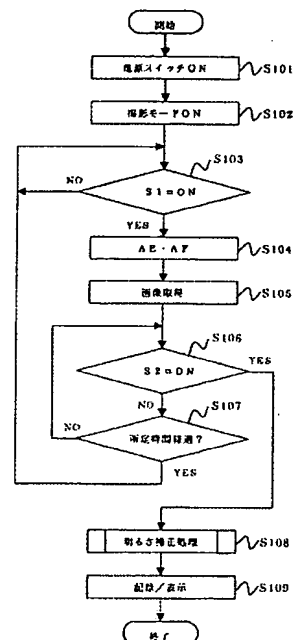 開始
電源スイッチON
S101
撮影モードON
S102
S103
NO
S1=ON
YES
AE・AF
S104
画像取得
S105
S106
S2=ON
YES
NO
S107
NO
所定時間経過?
YES
明るさ補正処理
S108
記録/表示
S109
終了